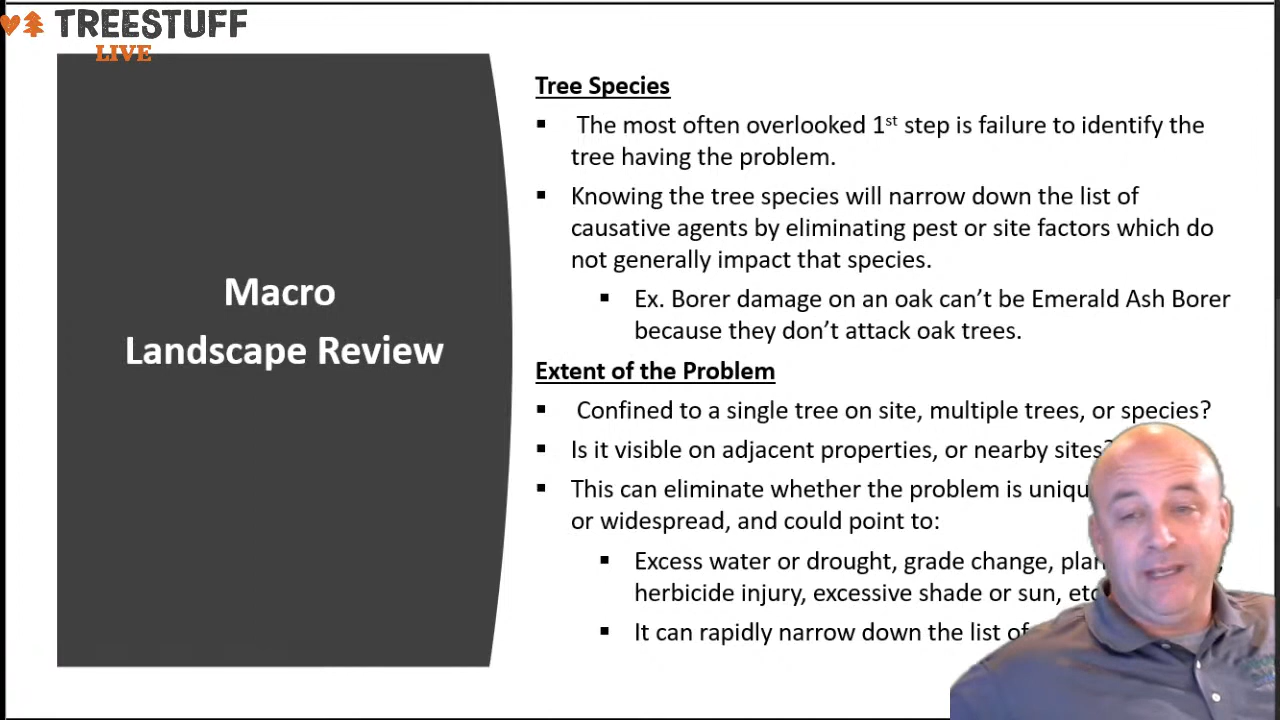 TREESTUFF
LIVE
Macro
Landscape Review
Tree Species
The most often overlooked 1st step is failure to identify the
tree having the problem.
Knowing the tree species will narrow down the list of
causative agents by eliminating pest or site factors which do
not generally impact that species.
Ex. Borer damage on an oak can't be Emerald Ash Borer
because they don't attack oak trees.
Extent of the Problem
Confined to a single tree on site, multiple trees, or species?
Is it visible on adjacent properties, or nearby sites?
This can eliminate whether the problem is
or widespread, and could point to:
Excess water or drought, grade change,
herbicide injury, excessive shade or sun,
It can rapidly narrow down the list of